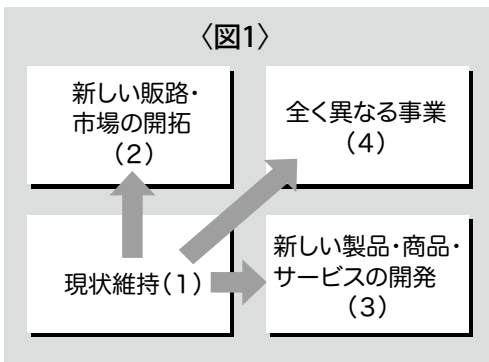 〈図1〉
新しい販路・
市場の開拓
（2）
全く異なる事業
（4）
現状維持（1）
新しい製品・商品・
サービスの開発
（3）